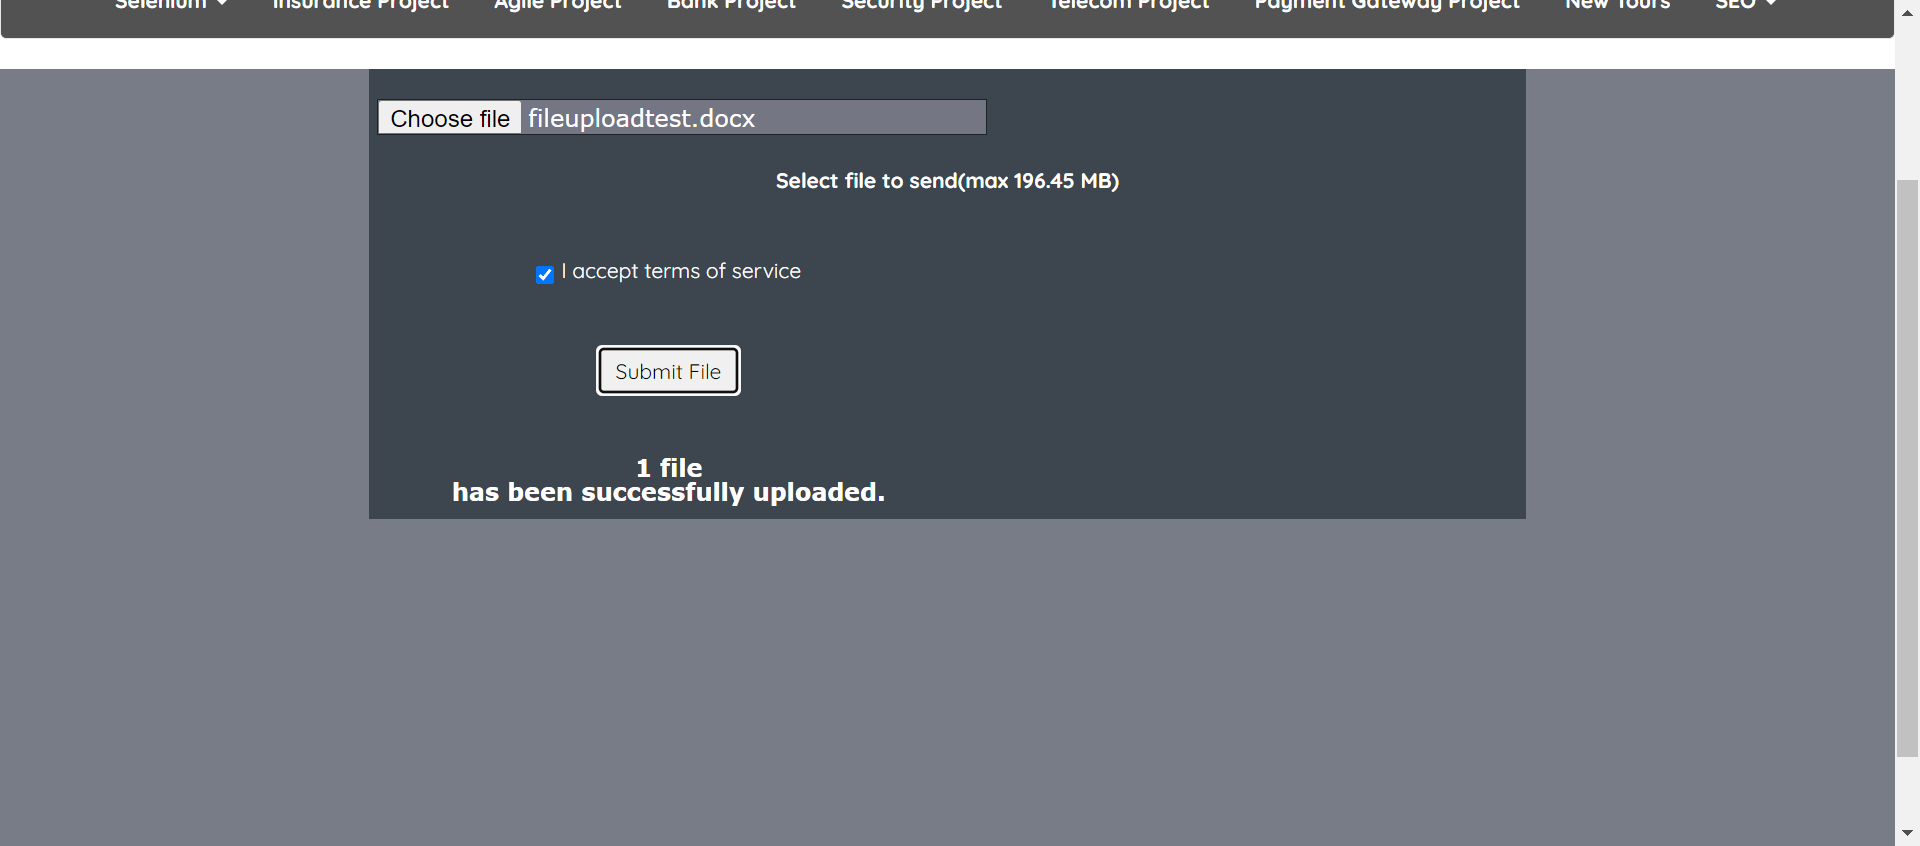 Selenium Insurance Project Agile Project Bank Project Security Project Telecom Project Payment Gateway Project New Tours SEO
Choose file fileuploadtest.docx
Select file to send(max 196.45 MB)
I accept terms of service
Submit File
1 file
has been successfully uploaded.